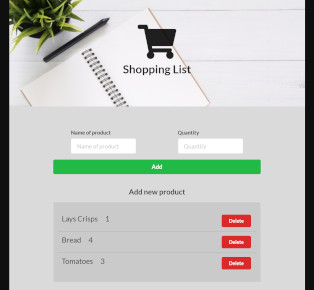 Shopping List
Name of product Quantity
Name of product Quantity
Add
Add new product
Lays Crisps 1 Delete
Bread 4 Delete
Tomatoes 3 Delete